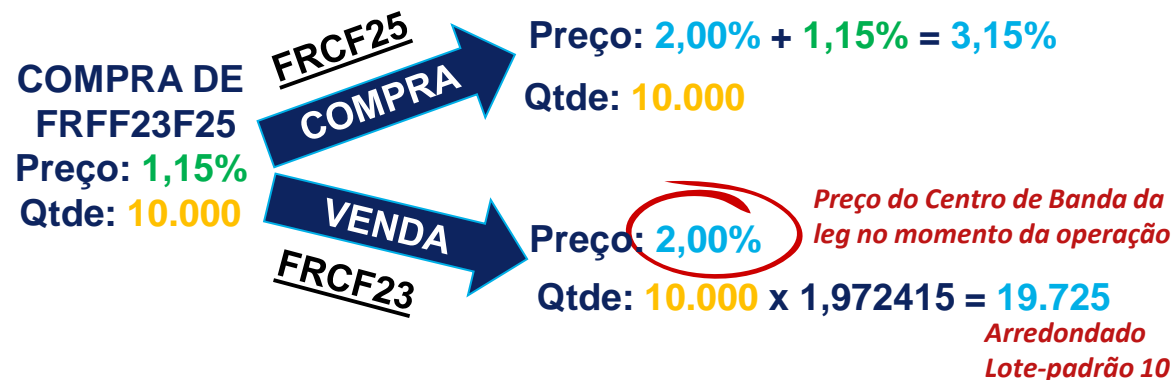 COMPRA DE
FRFF23F25
Preço: 1,15%
Qtde: 10.000
FRCF25
COMPRA
Preço: 2,00% + 1,15% = 3,15%
Qtde: 10.000
VENDA
FRCF23
Preço: 2,00%
Preço do Centro de Banda da
leg no momento da operação
Qtde: 10.000 x 1,972415 = 19.725
Arredondado
Lote-padrão 10